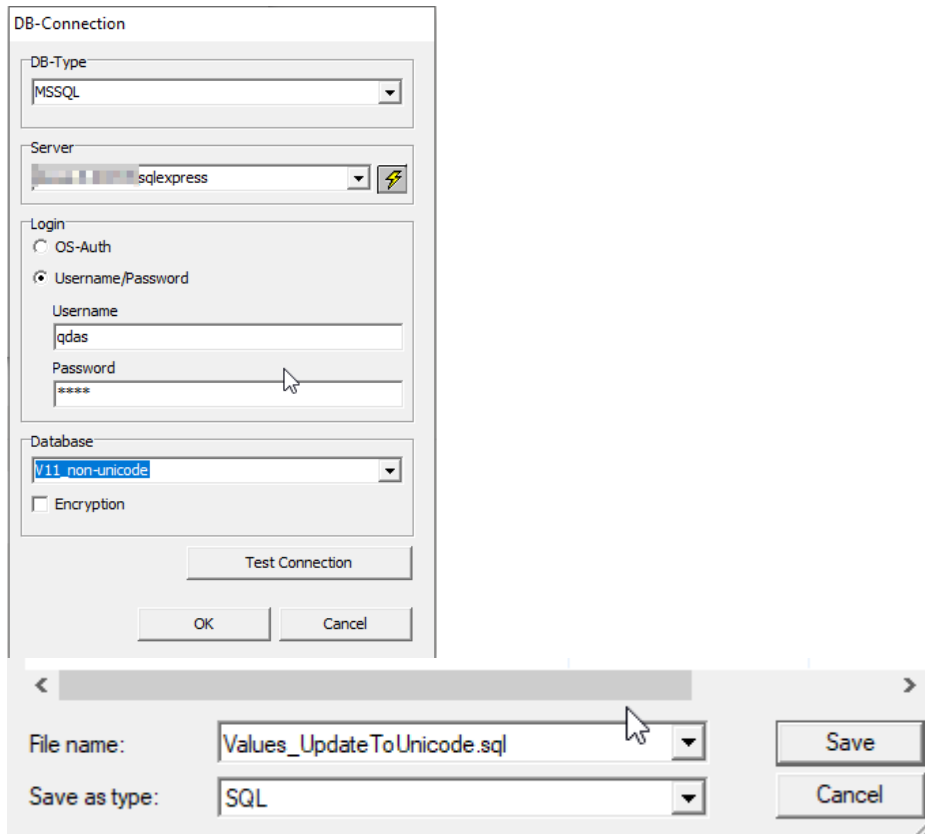 DB-Connection
DB-Type
MSSQL
Server
sqlexpress
Login
OS-Auth
Username/Password
Username
qdas
Password
****
Database
V11_non-unicode
Encryption
Test Connection
OK Cancel
File name: Values_UpdateToUnicode.sql Save
Save as type: SQL Cancel